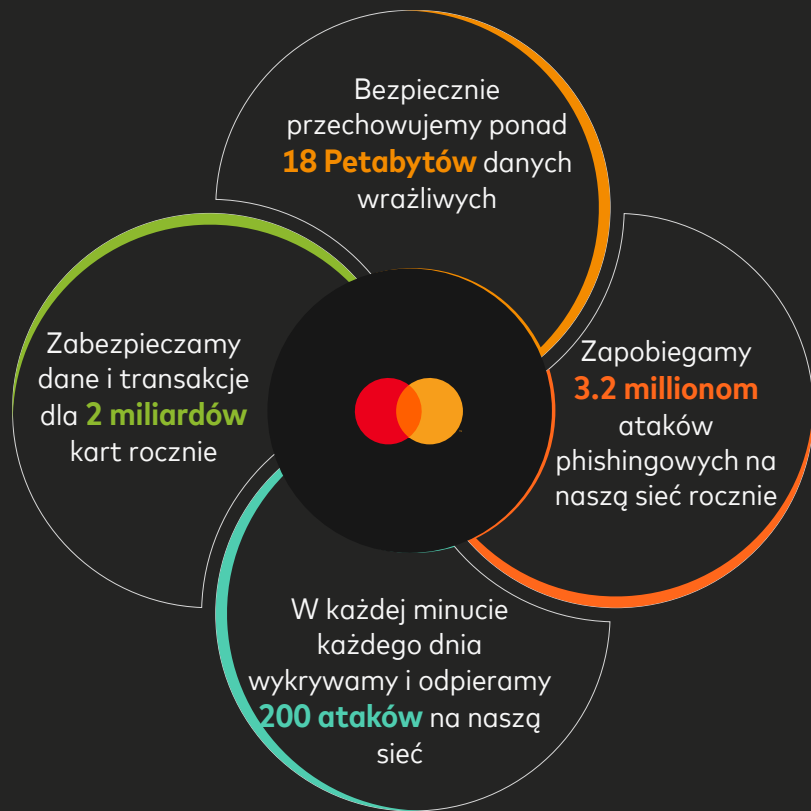 Bezpiecznie
przechowujemy ponad
18 Petabytów danych
wrażliwych
Zabezpieczamy
dane i transakcje
dla 2 miliardów
kart rocznie
Zapobiegamy
3.2 millionom
ataków
phishingowych na
naszą sieć rocznie
W każdej minucie
każdego dnia
wykrywamy i odpieramy
200 ataków na naszą
sieć